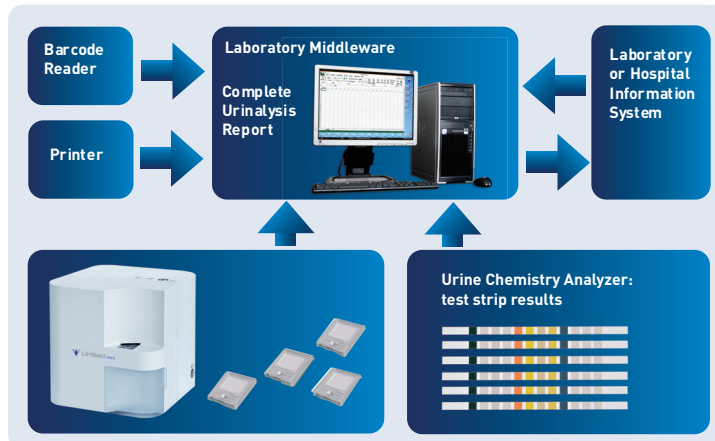 Barcode
Reader
Laboratory Middleware
Complete
Urinalysis
Report
Laboratory
or Hospital
Information
System
Printer
Urine Chemistry Analyzer:
test strip results